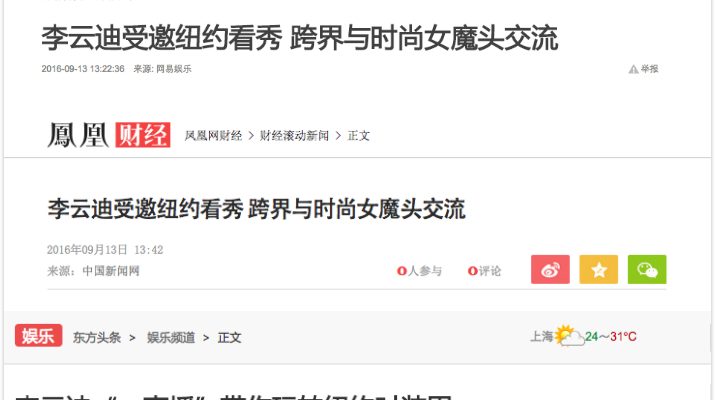 李云迪受邀纽约看秀 跨界与时尚女魔头交流
2016-09-13 13:22:36 来源: 网易娱乐 举报
鳳凰 财经 凤凰网财经 > 财经滚动新闻 > 正文
李云迪受邀纽约看秀 跨界与时尚女魔头交流
2016年09月13日 13:42
来源：中国新闻网 0人参与 0评论
娱乐 东方头条 > 娱乐频道 > 正文 上海 24～31℃